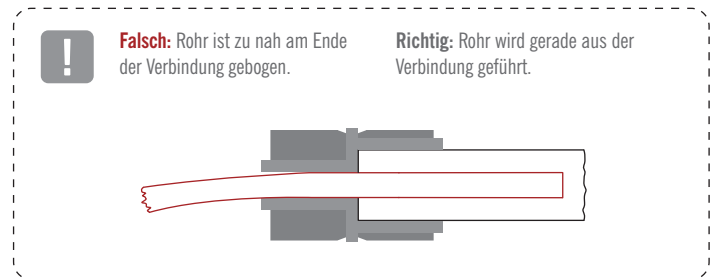 !
Falsch: Rohr ist zu nah am Ende
der Verbindung gebogen.
Richtig: Rohr wird gerade aus der
Verbindung geführt.